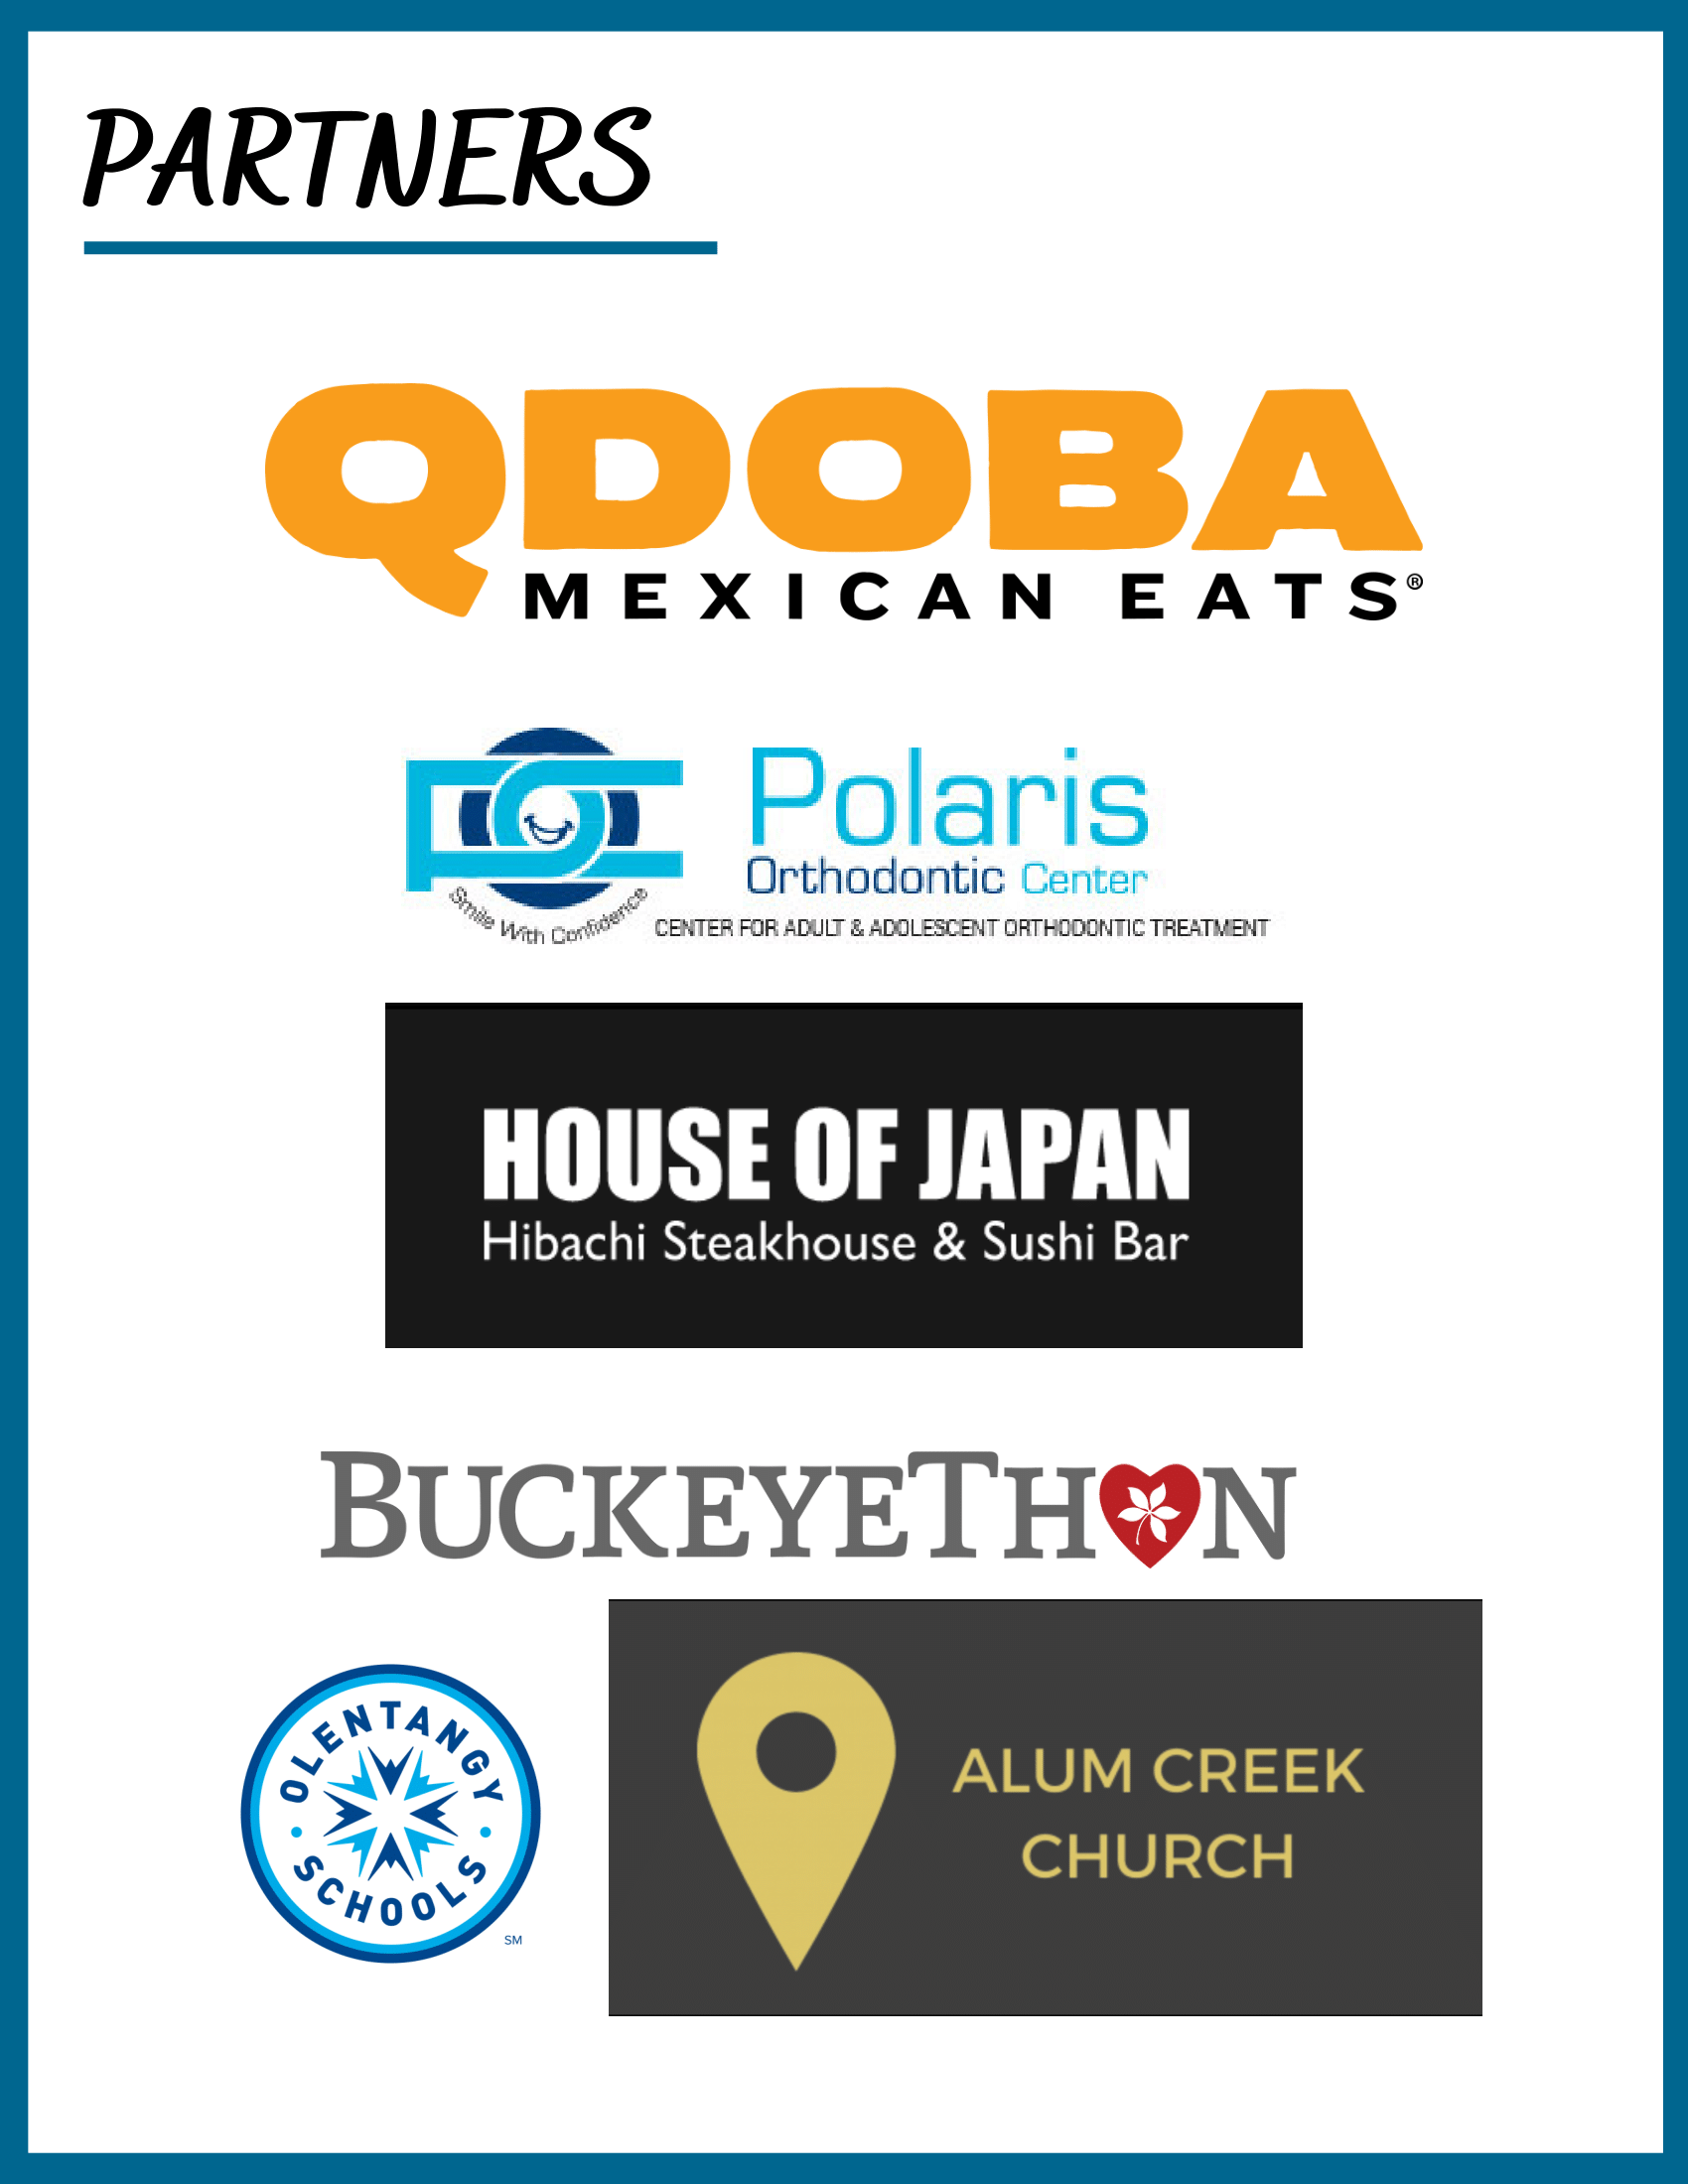 PARTNERS
QDOBA
MEXICAN EATS®
Polaris
Orthodontic Center
Smile With Confidence
CENTER FOR ADULT & ADOLESCENT ORTHODONTIC TREATMENT
HOUSE OF JAPAN
Hibachi Steakhouse & Sushi Bar
BUCKEYETHON
OLENTANGY
SCHOOLS
SM
ALUM CREEK
CHURCH